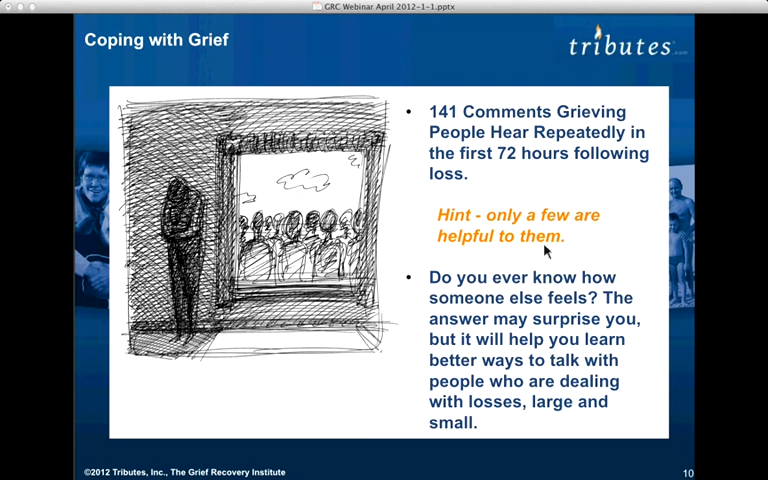 GRC Webinar April 2012-1-1.pptx
Coping with Grief
tributes.com
• 141 Comments Grieving
People Hear Repeatedly in
the first 72 hours following
loss.
Hint - only a few are
helpful to them.
• Do you ever know how
someone else feels? The
answer may surprise you,
but it will help you learn
better ways to talk with
people who are dealing
with losses, large and
small.
©2012 Tributes, Inc., The Grief Recovery Institute
10